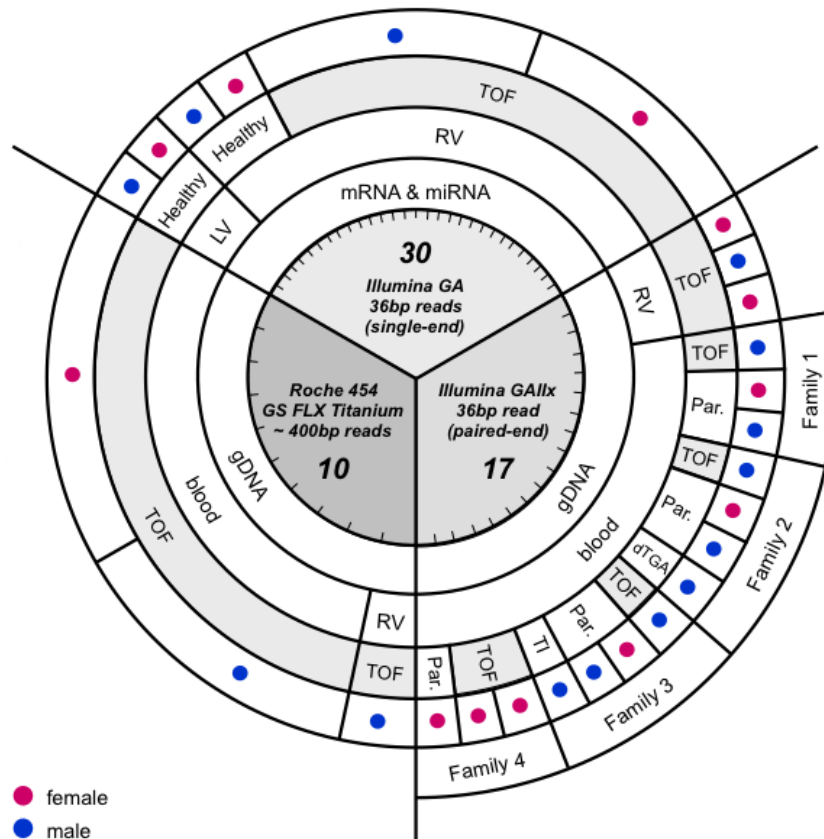 TOF
RV
mRNA & miRNA
Healthy
Healthy
LV
30
Illumina GA
36bp reads
(single-end)
RV
TOF
Roche 454
GS FLX Titanium
~ 400bp reads
10
Illumina GAIIx
36bp read
(paired-end)
17
gDNA
blood
TOF
RV
TOF
gDNA
blood
TOF
Par.
Family 1
TOF
Par.
dTGA
Family 2
TOF
Par.
TI
Family 3
TOF
Par.
Family 4
female
male